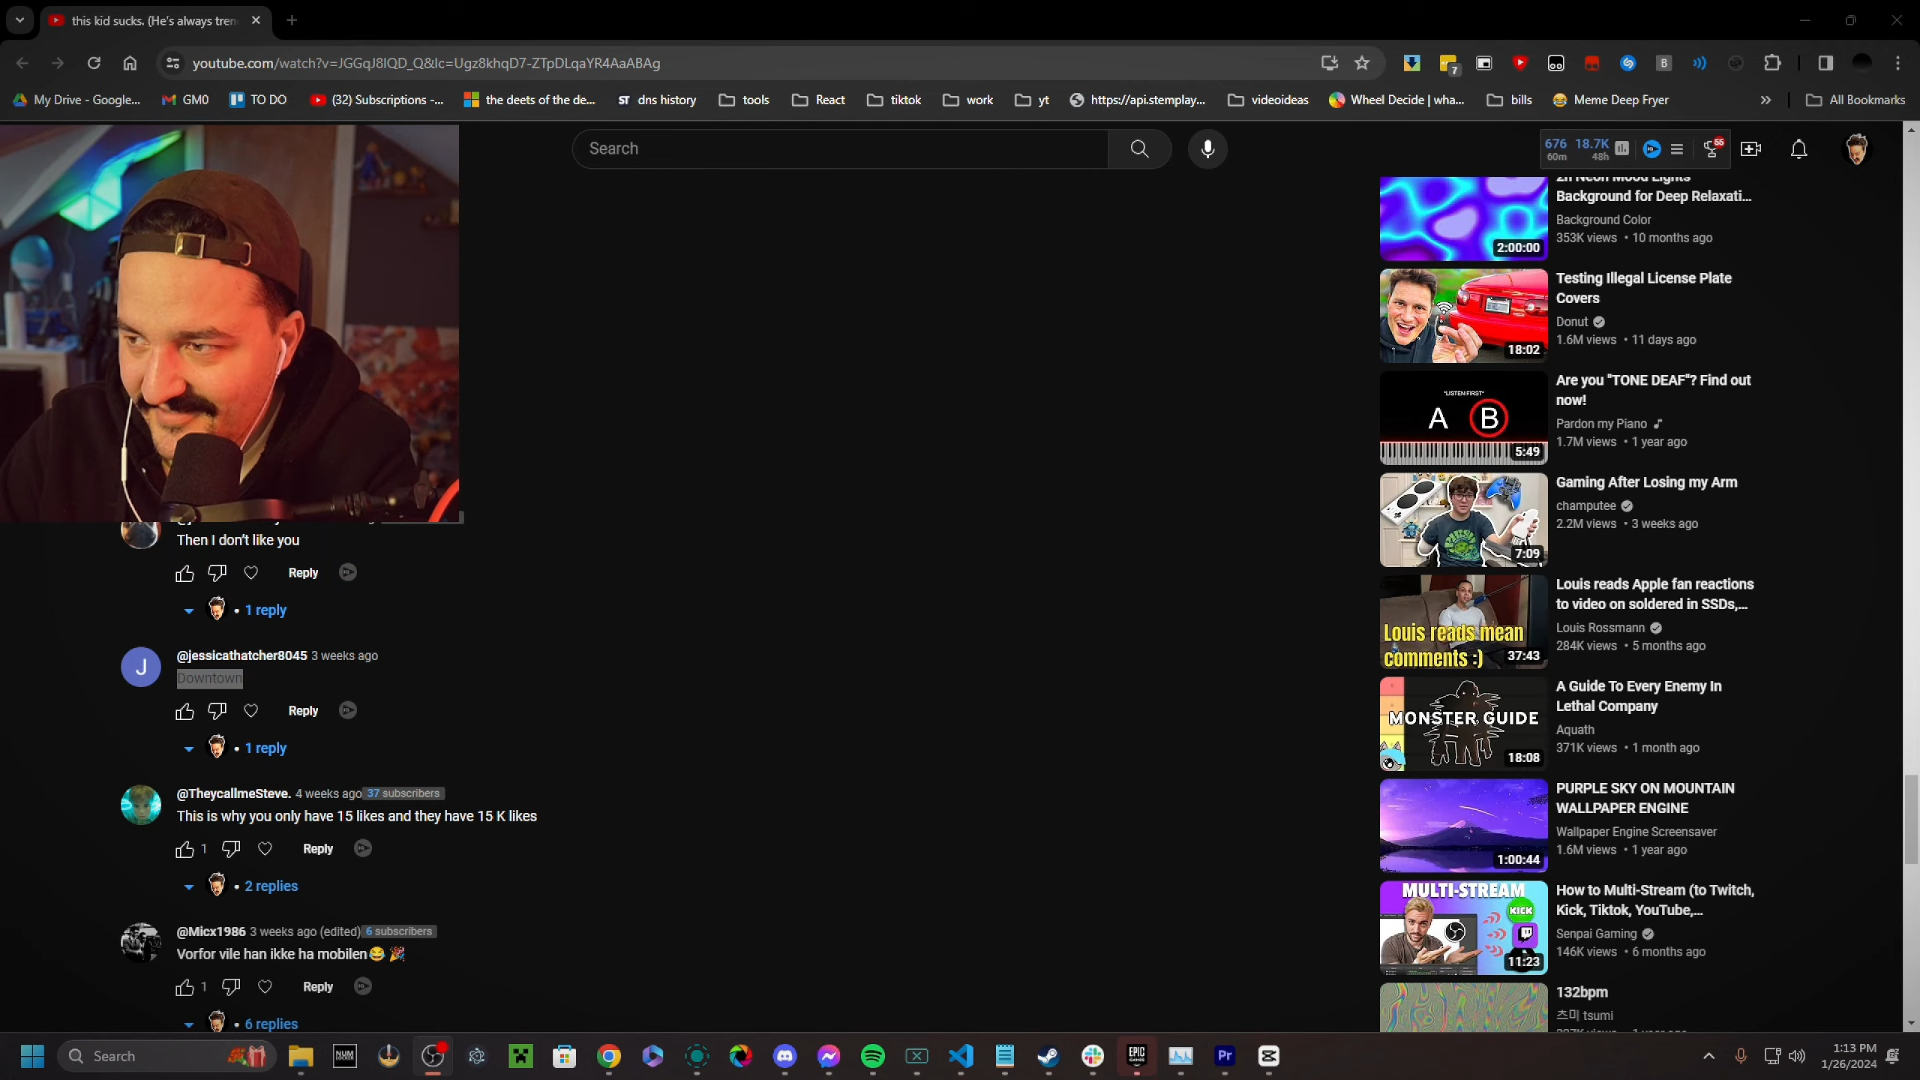 this kid sucks. (He's always tren
youtube.com/watch?v=JGGqJ8IQD_Q&lc=Ugz8khqD7-ZTpDLqaYR4AaABAg
7
B
My Drive - Google...
GM0
TO DO
(32) Subscriptions -...
the deets of the de...
ST dns history
tools
React
tiktok
work
yt
https://api.stemplay...
videoideas
Wheel Decide | wha...
bills
Meme Deep Fryer
All Bookmarks
Search
676
60m
18.7K
48h
55
Background for Deep Relaxati...
Background Color
353K views • 10 months ago
2:00:00
Testing Illegal License Plate
Covers
Donut
1.6M views • 11 days ago
18:02
Are you "TONE DEAF"? Find out
now!
Pardon my Piano
1.7M views • 1 year ago
"LISTEN FIRST"
A B
5:49
Gaming After Losing my Arm
champutee
2.2M views • 3 weeks ago
7:09
Louis reads Apple fan reactions
to video on soldered in SSDs,...
Louis Rossmann
284K views • 5 months ago
Louis reads mean
comments :)
37:43
A Guide To Every Enemy In
Lethal Company
Aquath
371K views • 1 month ago
MONSTER GUIDE
18:08
PURPLE SKY ON MOUNTAIN
WALLPAPER ENGINE
Wallpaper Engine Screensaver
1.6M views • 1 year ago
1:00:44
How to Multi-Stream (to Twitch,
Kick, Tiktok, YouTube,...
Senpai Gaming
146K views • 6 months ago
MULTI-STREAM
KICK
11:23
132bpm
츠미 tsumi
Then I don't like you
Reply
• 1 reply
J
@jessicathatcher8045 3 weeks ago
Downtown
Reply
• 1 reply
@TheycallmeSteve. 4 weeks ago 37 subscribers
This is why you only have 15 likes and they have 15 K likes
1 Reply
• 2 replies
@Micx1986 3 weeks ago (edited) 6 subscribers
Vorfor vile han ikke ha mobilen😂 🎉
1 Reply
• 6 replies
Search
NUM
EPIC
GAMES
Pr
1:13 PM
1/26/2024